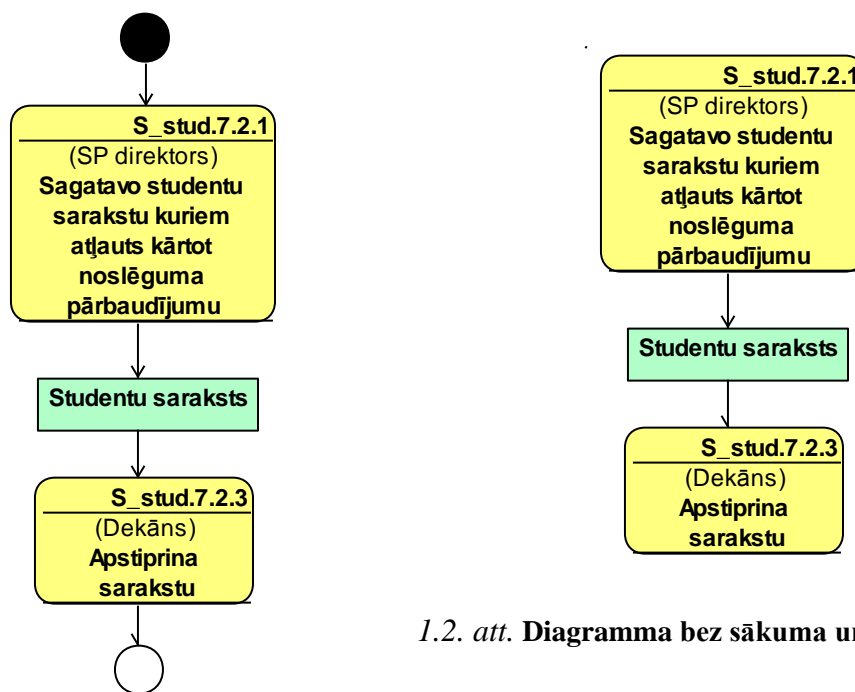 S_stud.7.2.1
(SP direktors)
Sagatavo studentu
sarakstu kuriem
atļauts kārtot
noslēguma
pārbaudījumu
Studentu saraksts
S_stud.7.2.3
(Dekāns)
Apstiprina
sarakstu
S_stud.7.2.1
(SP direktors)
Sagatavo studentu
sarakstu kuriem
atļauts kārtot
noslēguma
pārbaudījumu
Studentu saraksts
S_stud.7.2.3
(Dekāns)
Apstiprina
sarakstu
1.2. att. Diagramma bez sākuma un